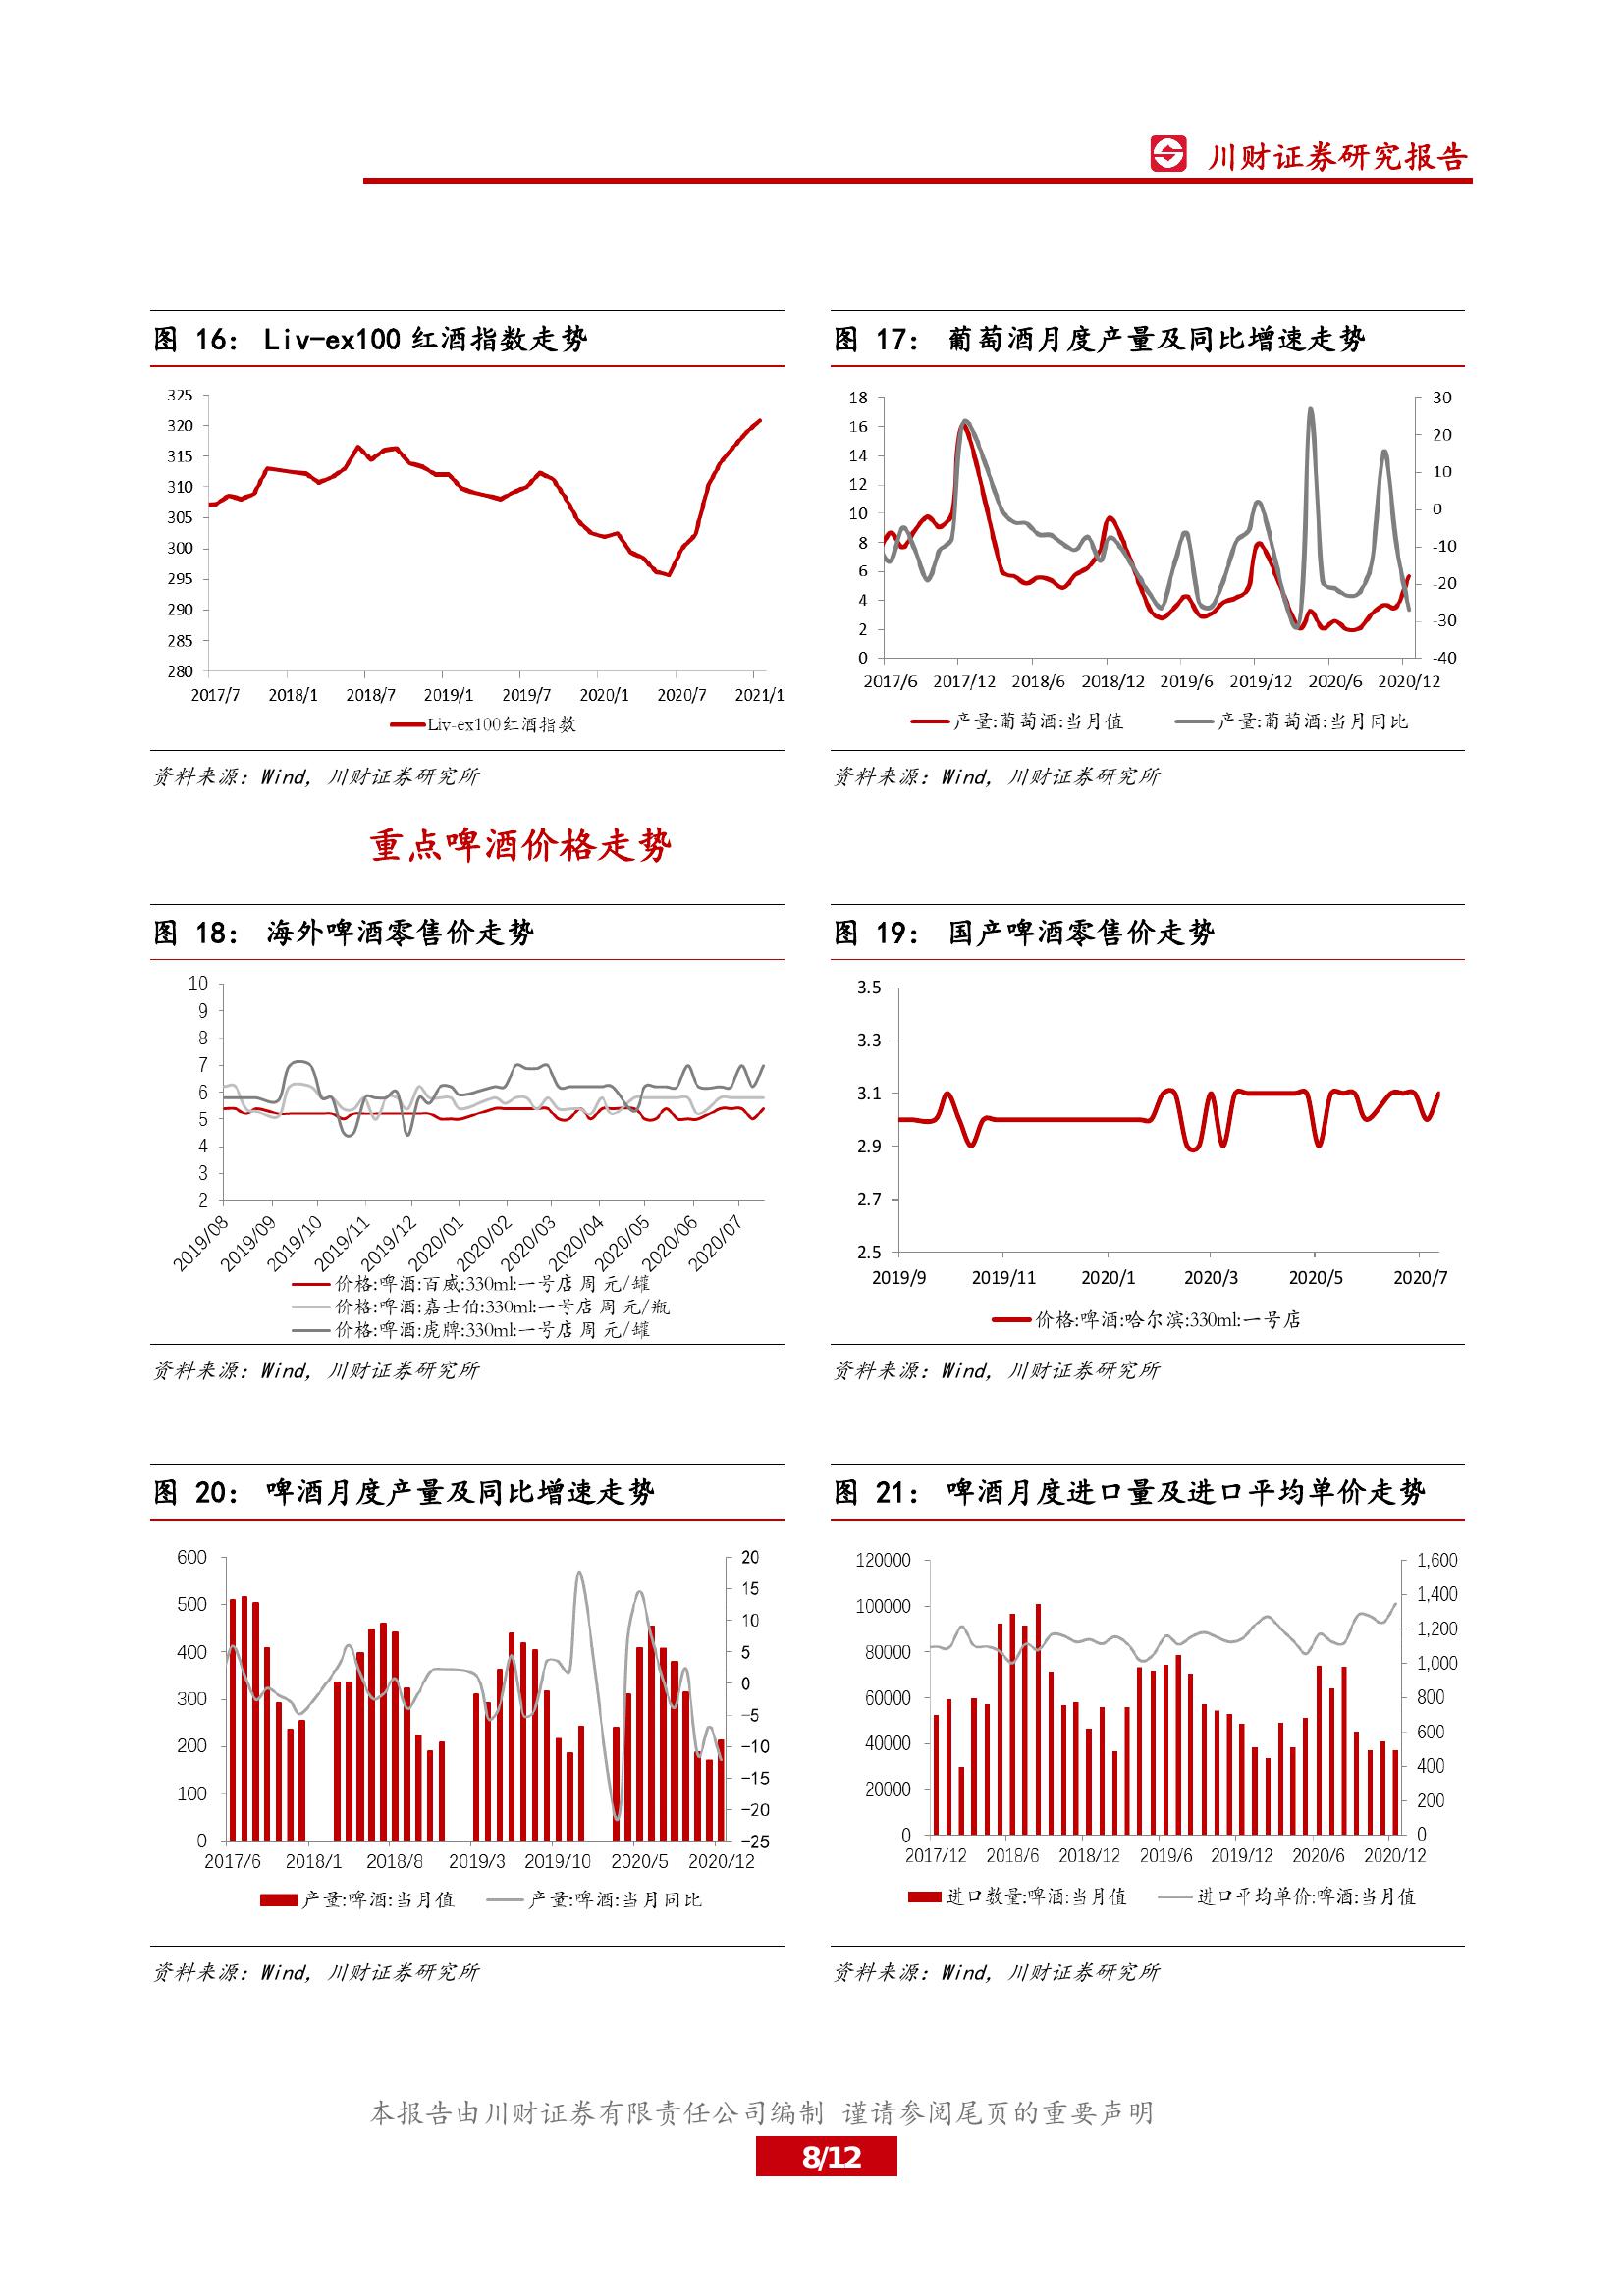 川财证券研究报告
图 16： Liv-ex100 红酒指数走势
325
320
315
310
305
300
295
290
285
280
2017/7 2018/1 2018/7 2019/1 2019/7 2020/1 2020/7 2021/1
Liv-ex100红酒指数
资料来源：Wind，川财证券研究所
图 17： 葡萄酒月度产量及同比增速走势
18
16
14
12
10
8
6
4
2
0
30
20
10
0
-10
-20
-30
-40
2017/6 2017/12 2018/6 2018/12 2019/6 2019/12 2020/6 2020/12
产量:葡萄酒:当月值 产量:葡萄酒:当月同比
资料来源：Wind，川财证券研究所
重点啤酒价格走势
图 18： 海外啤酒零售价走势
10
9
8
7
6
5
4
3
2
2019/08 2019/09 2019/10 2019/11 2019/12 2020/01 2020/02 2020/03 2020/04 2020/05 2020/06 2020/07
价格:啤酒:百威:330ml:一号店 周 元/罐
价格:啤酒:嘉士伯:330ml:一号店 周 元/瓶
价格:啤酒:虎牌:330ml:一号店 周 元/罐
资料来源：Wind，川财证券研究所
图 19： 国产啤酒零售价走势
3.5
3.3
3.1
2.9
2.7
2.5
2019/9 2019/11 2020/1 2020/3 2020/5 2020/7
价格:啤酒:哈尔滨:330ml:一号店
资料来源：Wind，川财证券研究所
图 20： 啤酒月度产量及同比增速走势
600
500
400
300
200
100
0
20
15
10
5
0
-5
-10
-15
-20
-25
2017/6 2018/1 2018/8 2019/3 2019/10 2020/5 2020/12
产量:啤酒:当月值 产量:啤酒:当月同比
资料来源：Wind，川财证券研究所
图 21： 啤酒月度进口量及进口平均单价走势
120000
100000
80000
60000
40000
20000
0
1,600
1,400
1,200
1,000
800
600
400
200
0
2017/12 2018/6 2018/12 2019/6 2019/12 2020/6 2020/12
进口数量:啤酒:当月值 进口平均单价:啤酒:当月值
资料来源：Wind，川财证券研究所
本报告由川财证券有限责任公司编制 谨请参阅尾页的重要声明
8/12